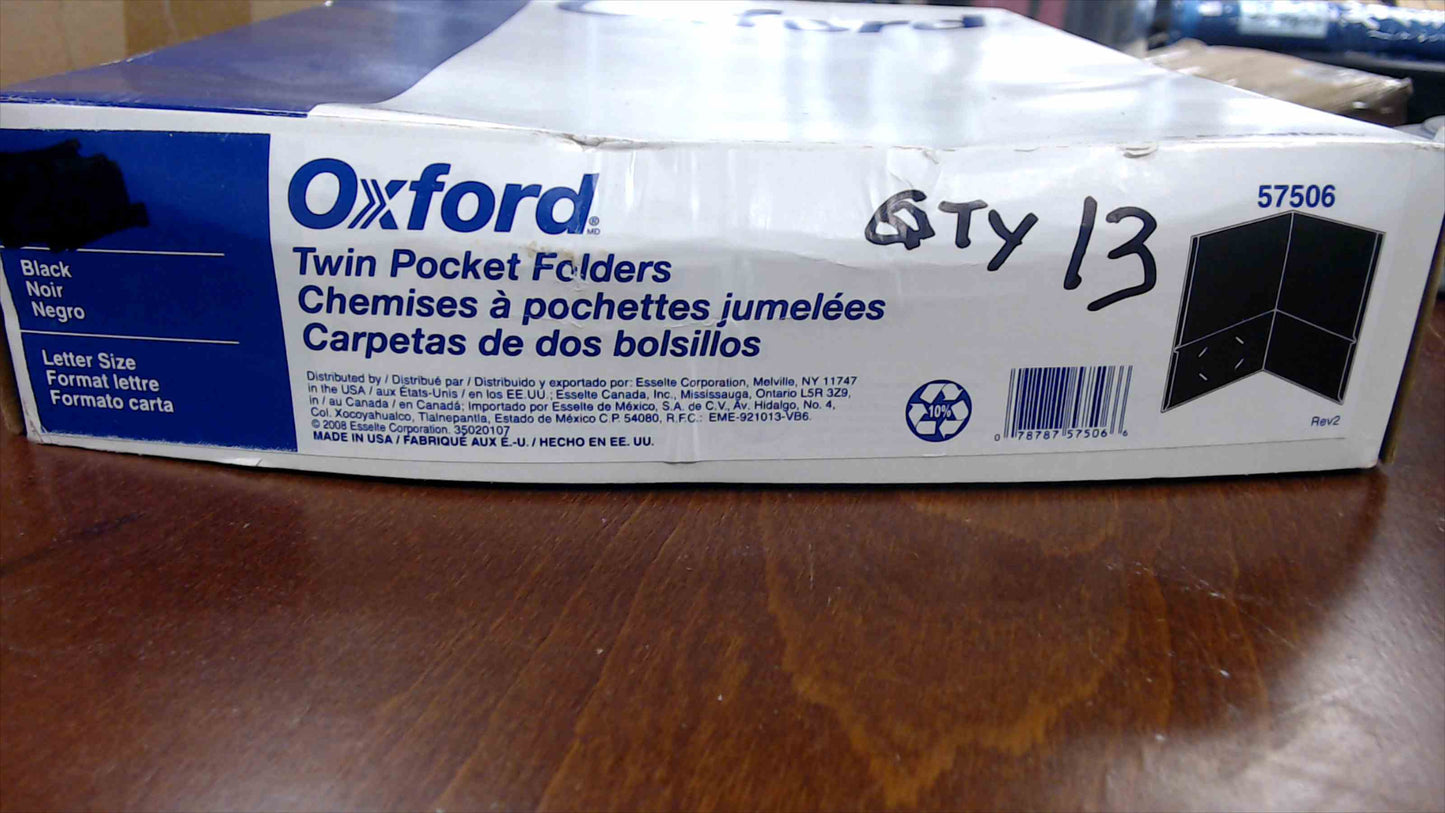 Oxford
Oxford®
MD
Twin Pocket Folders
Chemises à pochettes jumelées
Carpetas de dos bolsillos
Black
Noir
Negro
Letter Size
Format lettre
Formato carta
Distributed by / Distribué par / Distribuido y exportado por: Esselte Corporation, Melville, NY 11747
in the USA / aux États-Unis / en los EE.UU.; Esselte Canada, Inc., Mississauga, Ontario L5R 3Z9,
in / au Canada / en Canadá; Importado por Esselte de México, S.A. de C.V., Av. Hidalgo, No. 4,
Col. Xocoyahualco, Tlalnepantla, Estado de México C.P. 54080, R.F.C.: EME-921013-VB6.
© 2008 Esselte Corporation. 35020107
MADE IN USA / FABRIQUÉ AUX É.-U. / HECHO EN EE. UU.
QTY 13
10%
0 78787 57506 6
57506
Rev2